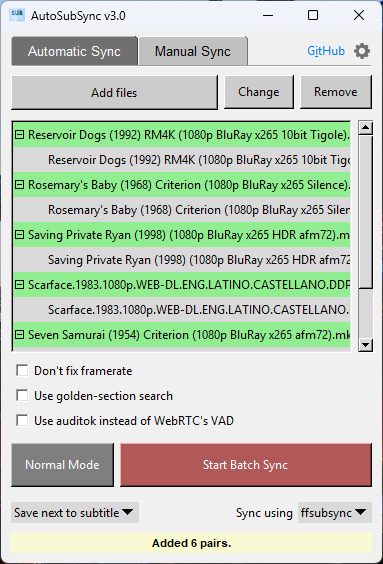 SUB AutoSubSync v3.0
Automatic Sync Manual Sync GitHub
Add files Change Remove
Reservoir Dogs (1992) RM4K (1080p BluRay x265 10bit Tigole).
Reservoir Dogs (1992) RM4K (1080p BluRay x265 10bit Tigo
Rosemary's Baby (1968) Criterion (1080p BluRay x265 Silence).
Rosemary's Baby (1968) Criterion (1080p BluRay x265 Silen
Saving Private Ryan (1998) (1080p BluRay x265 HDR afm72).mk
Saving Private Ryan (1998) (1080p BluRay x265 HDR afm72
Scarface.1983.1080p.WEB-DL.ENG.LATINO.CASTELLANO.DDP
Scarface.1983.1080p.WEB-DL.ENG.LATINO.CASTELLANO.
Seven Samurai (1954) Criterion (1080p BluRay x265 afm72).mk
Don't fix framerate
Use golden-section search
Use auditok instead of WebRTC's VAD
Normal Mode Start Batch Sync
Save next to subtitle Sync using ffsubsync
Added 6 pairs.